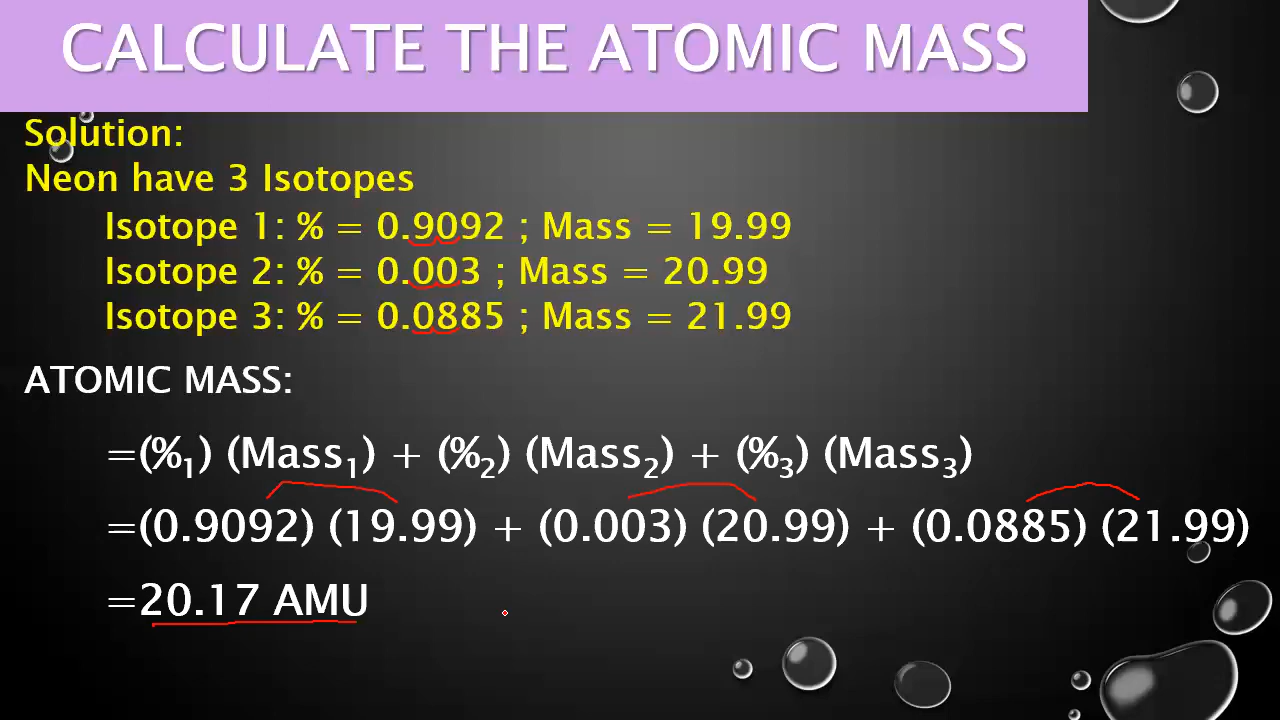 CALCULATE THE ATOMIC MASS
Solution:
Neon have 3 Isotopes
Isotope 1: % = 0.9092 ; Mass = 19.99
Isotope 2: % = 0.003 ; Mass = 20.99
Isotope 3: % = 0.0885 ; Mass = 21.99
ATOMIC MASS:
=(%₁) (Mass₁) + (%₂) (Mass₂) + (%₃) (Mass₃)
=(0.9092) (19.99) + (0.003) (20.99) + (0.0885) (21.99)
=20.17 AMU